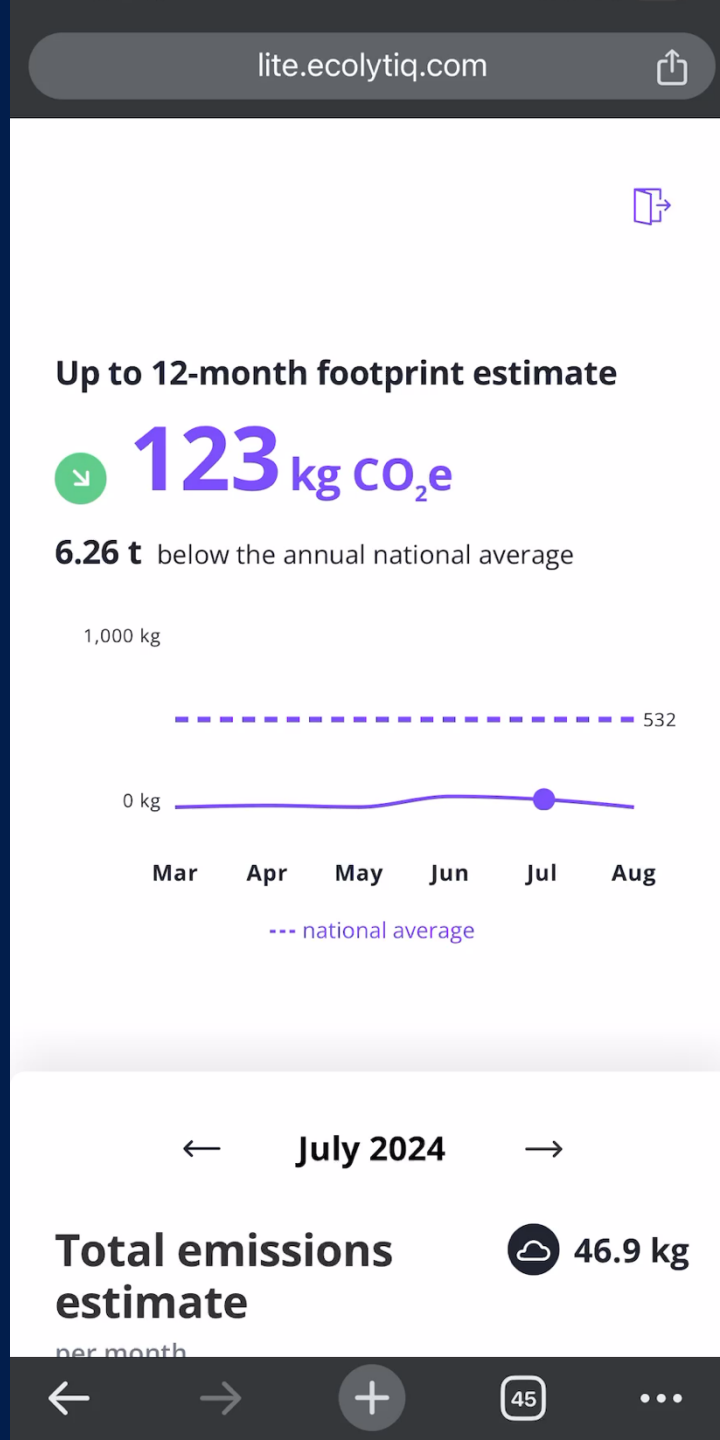 lite.ecolytiq.com
Up to 12-month footprint estimate
123 kg CO₂e
6.26 t below the annual national average
1,000 kg
532
0 kg
Mar Apr May Jun Jul Aug
--- national average
← July 2024 →
Total emissions 46.9 kg
estimate
per month
45